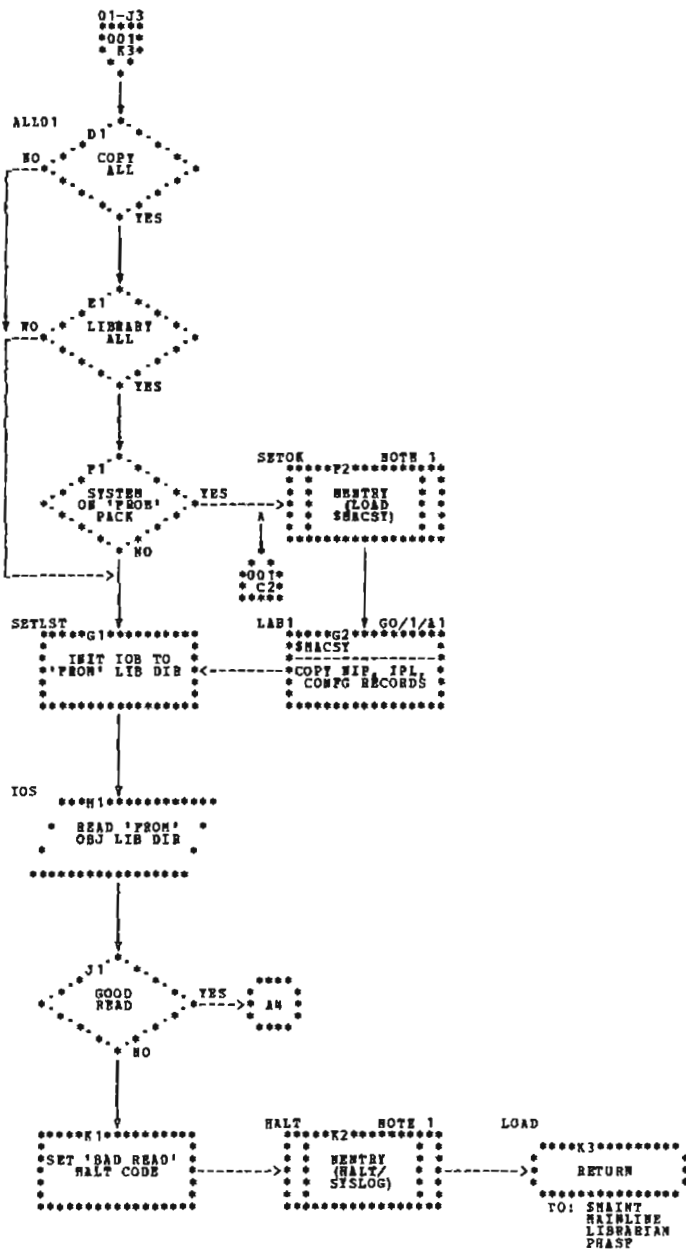 01-J3
*001*
* K3*
ALL01
D1
COPY
ALL
NO
YES
E1
LIBRARY
ALL
NO
YES
F1
SYSTEM
ON 'FROM'
PACK
YES
NO
SETOK NOTE 1
F2
NENTRY
(LOAD
$MACSY)
A
*001*
* C2*
SETLST
G1
INIT IOB TO
'FROM' LIB DIR
LAB1 GO/1/A1
G2
$MACSY
COPY NIP, IPL,
CONFG RECORDS
IOS
H1
READ 'FROM'
OBJ LIB DIR
J1
GOOD
READ
YES
A4
NO
K1
SET 'BAD READ'
HALT CODE
HALT NOTE 1
K2
NENTRY
(HALT/
SYSLOG)
LOAD
K3
RETURN
TO: $MAINT
MAINLINE
LIBRARIAN
PHASE